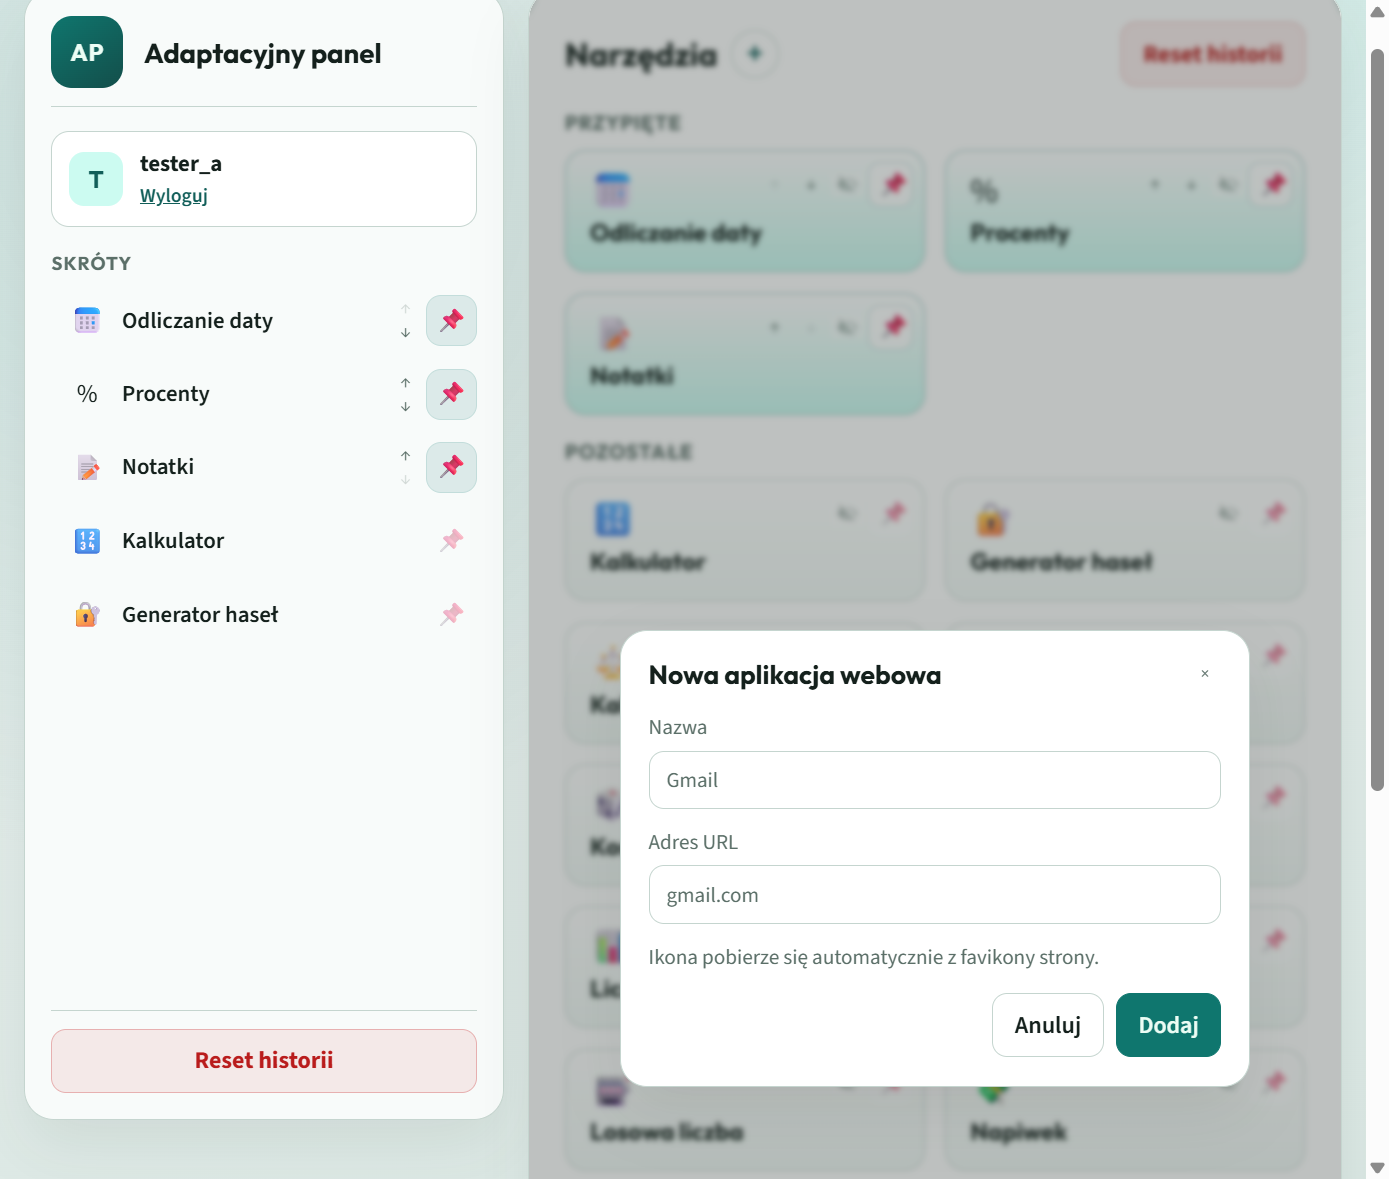 AP
Adaptacyjny panel
T
tester_a
Wyloguj
SKRÓTY
Odliczanie daty
% Procenty
Notatki
Kalkulator
Generator haseł
Reset historii
Narzędzia +
Reset historii
PRZYPIĘTE
Odliczanie daty
% Procenty
Notatki
POZOSTAŁE
Kalkulator
Generator haseł
Nowa aplikacja webowa ×
Nazwa
Gmail
Adres URL
gmail.com
Ikona pobierze się automatycznie z favikony strony.
Anuluj
Dodaj
Losowa liczba
Napiwek